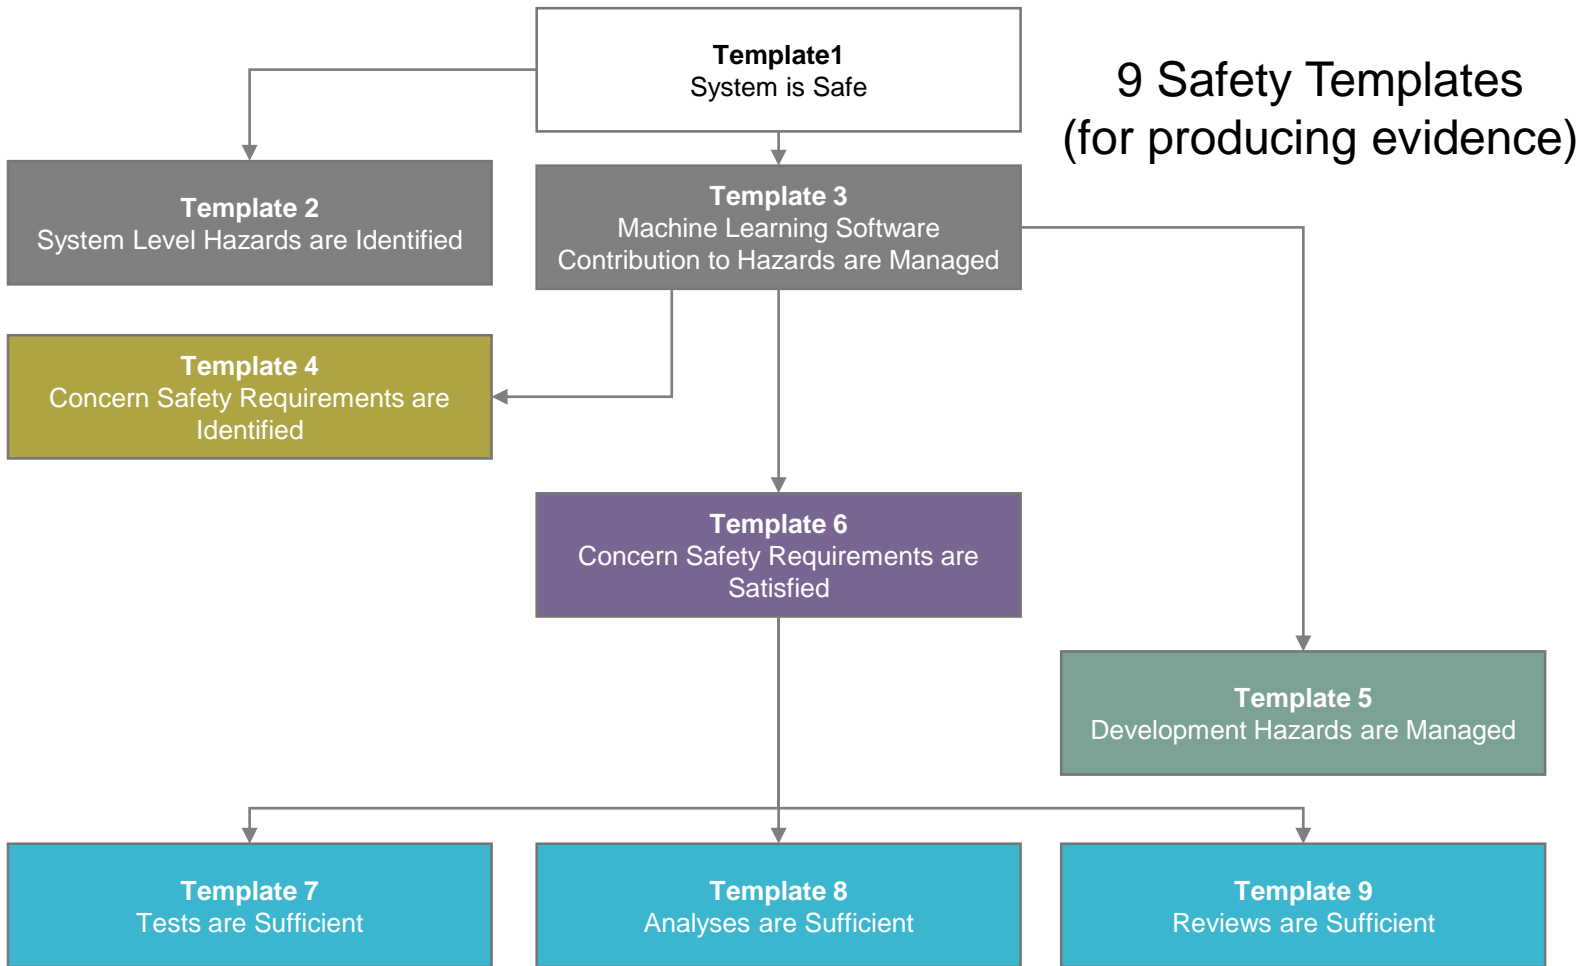 Template1
System is Safe
9 Safety Templates
(for producing evidence)
Template 2
System Level Hazards are Identified
Template 3
Machine Learning Software
Contribution to Hazards are Managed
Template 4
Concern Safety Requirements are
Identified
Template 6
Concern Safety Requirements are
Satisfied
Template 5
Development Hazards are Managed
Template 7
Tests are Sufficient
Template 8
Analyses are Sufficient
Template 9
Reviews are Sufficient